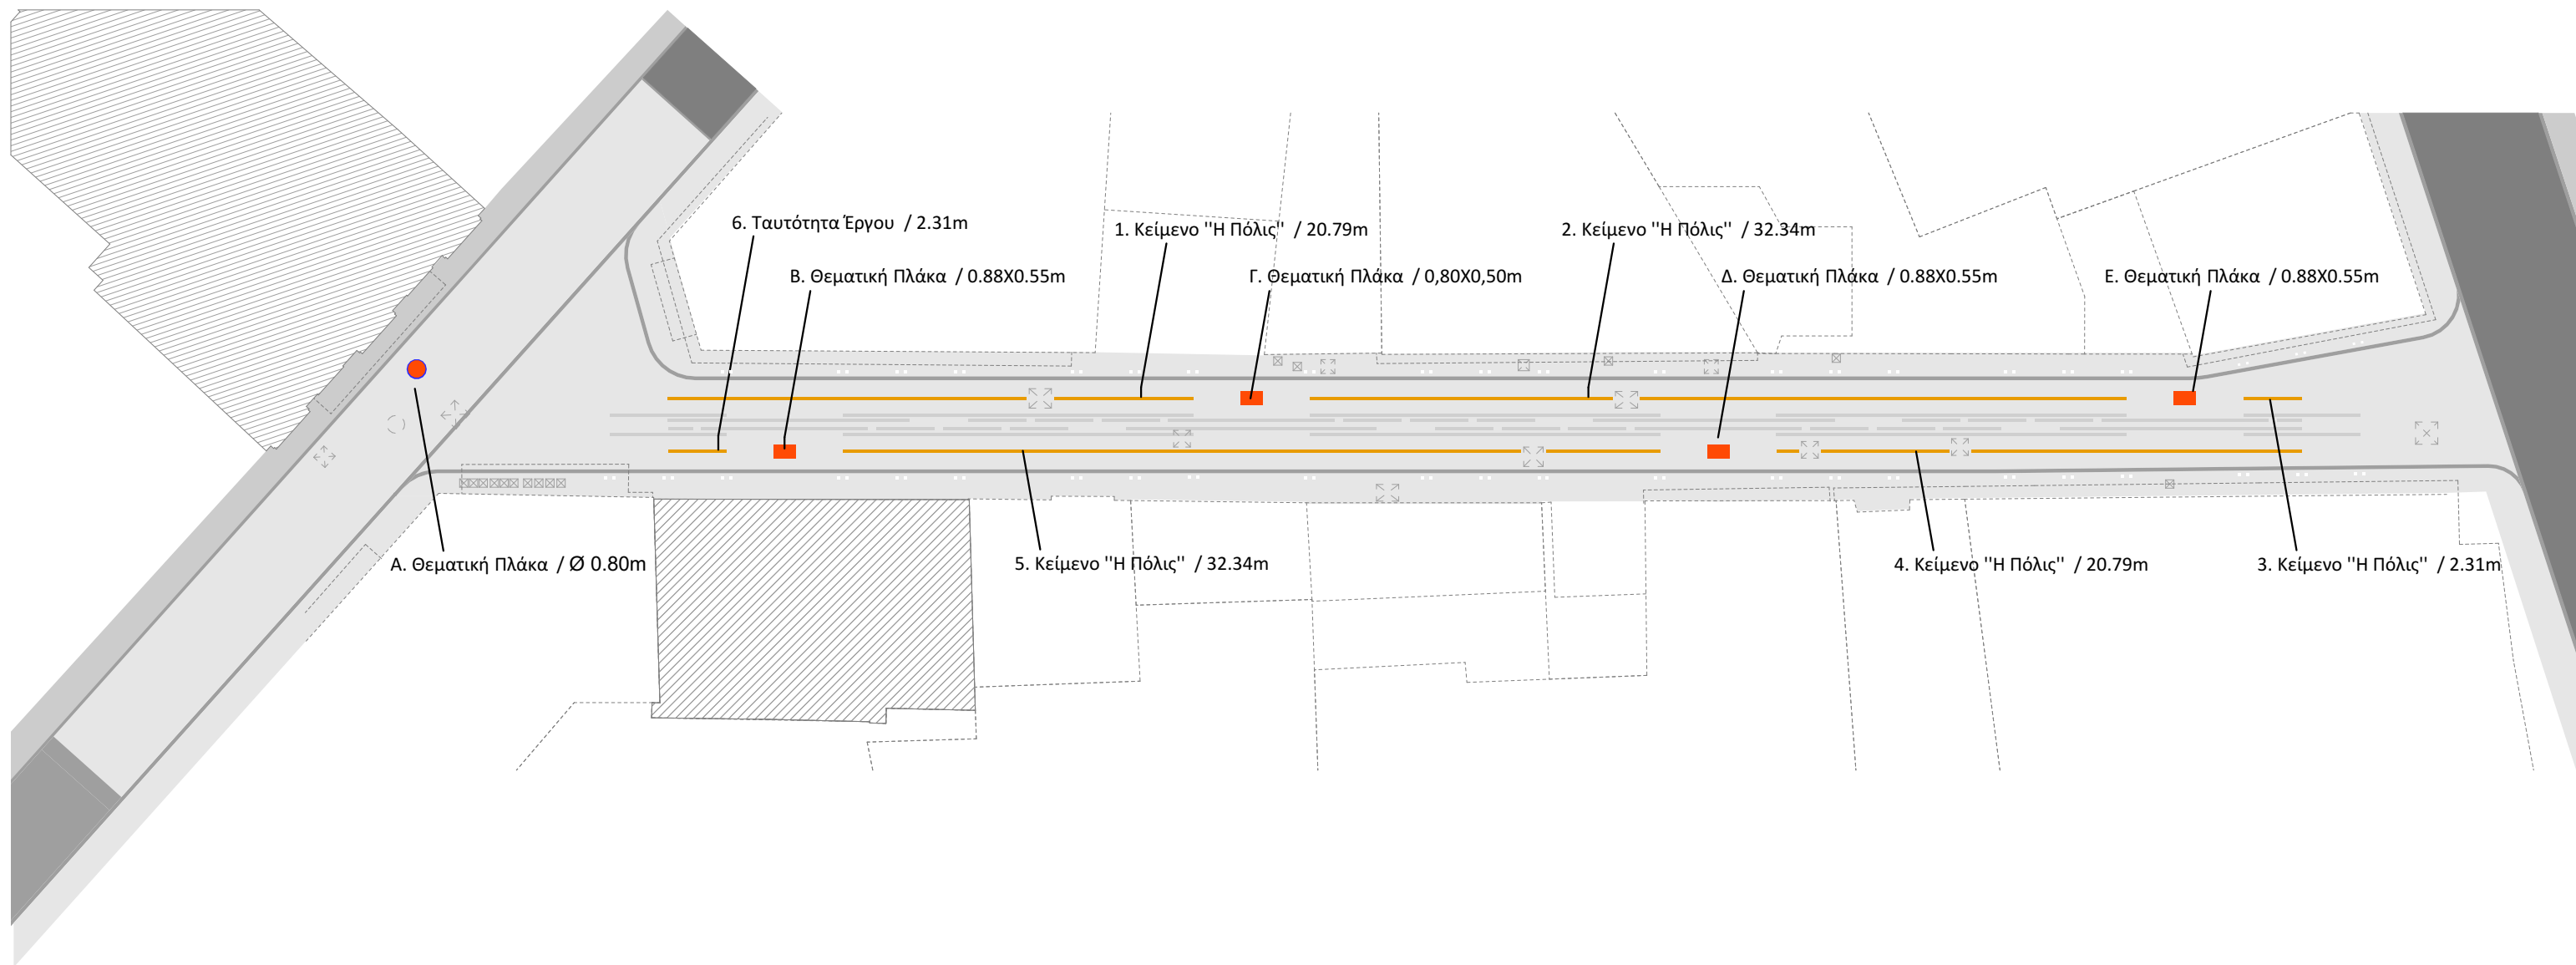 6. Ταυτότητα Έργου / 2.31m
1. Κείμενο ''Η Πόλις'' / 20.79m
2. Κείμενο ''Η Πόλις'' / 32.34m
Β. Θεματική Πλάκα / 0.88Χ0.55m
Γ. Θεματική Πλάκα / 0,80Χ0,50m
Δ. Θεματική Πλάκα / 0.88Χ0.55m
Ε. Θεματική Πλάκα / 0.88Χ0.55m
Α. Θεματική Πλάκα / Ø 0.80m
5. Κείμενο ''Η Πόλις'' / 32.34m
4. Κείμενο ''Η Πόλις'' / 20.79m
3. Κείμενο ''Η Πόλις'' / 2.31m